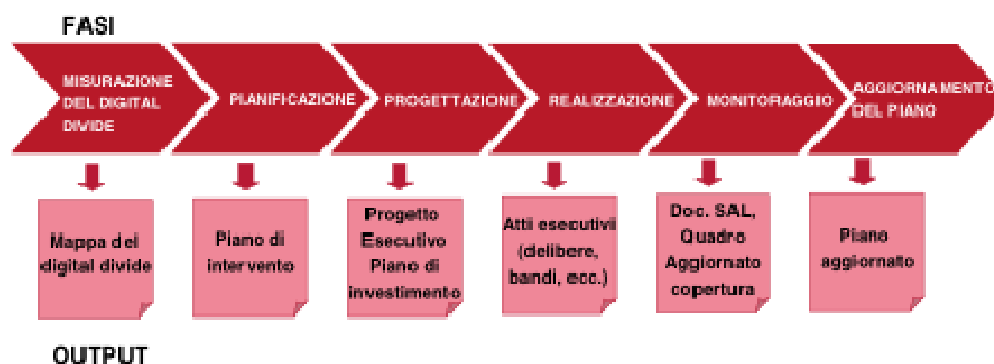 FASI
MISURAZIONE
DEL DIGITAL
DIVIDE
PIANIFICAZIONE
PROGETTAZIONE
REALIZZAZIONE
MONITORAGGIO
AGGIORNAMENTO
DEL PIANO
Mappa del
digital divide
Piano di
intervento
Progetto
Esecutivo
Piano di
investimento
Atti esecutivi
(delibere,
bandi, ecc.)
Doc. SAL,
Quadro
Aggiornato
copertura
Piano
aggiornato
OUTPUT